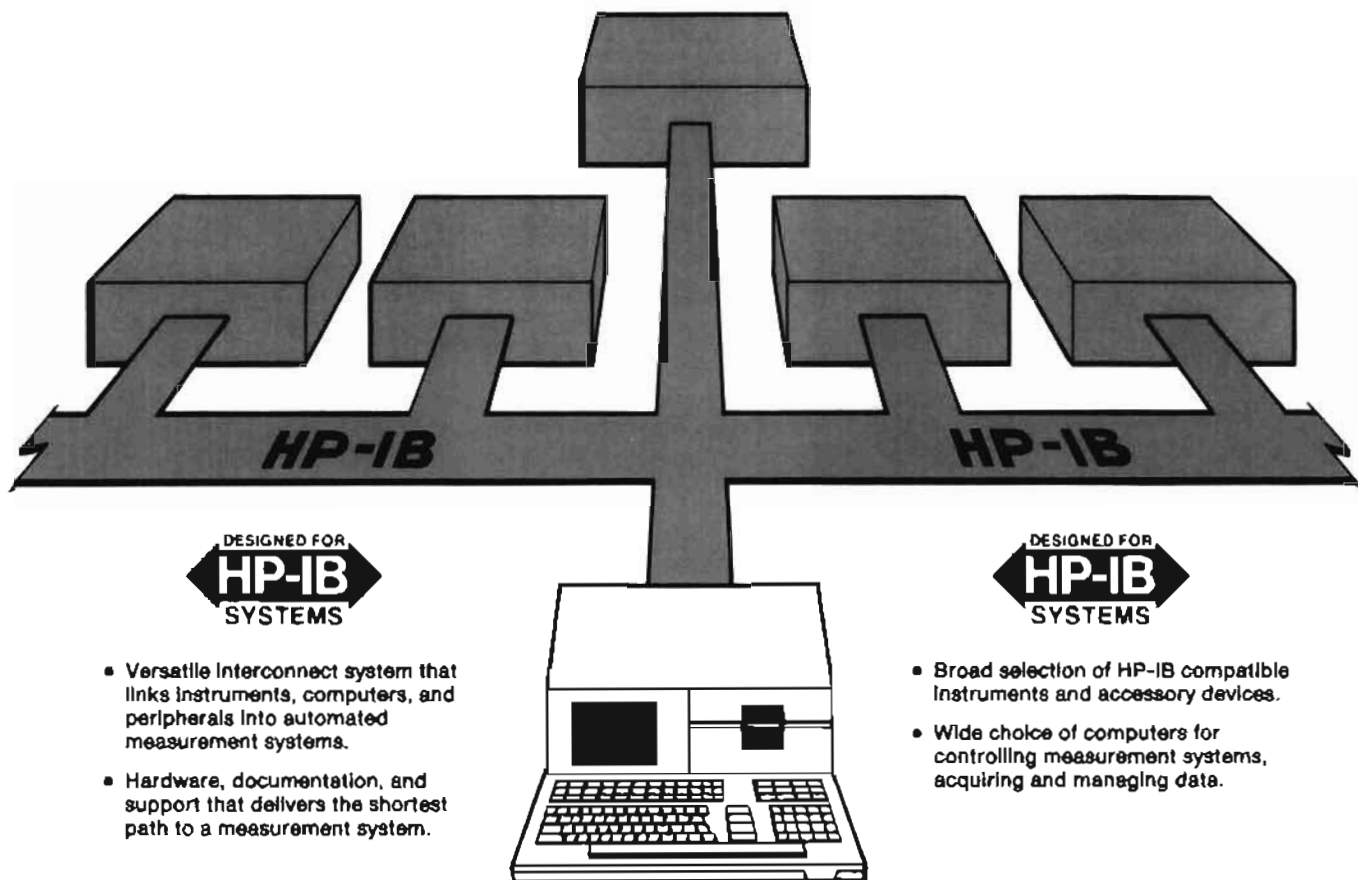 HP-IB
HP-IB
DESIGNED FOR
HP-IB
SYSTEMS
• Versatile interconnect system that
links instruments, computers, and
peripherals into automated
measurement systems.
• Hardware, documentation, and
support that delivers the shortest
path to a measurement system.
DESIGNED FOR
HP-IB
SYSTEMS
• Broad selection of HP-IB compatible
instruments and accessory devices.
• Wide choice of computers for
controlling measurement systems,
acquiring and managing data.